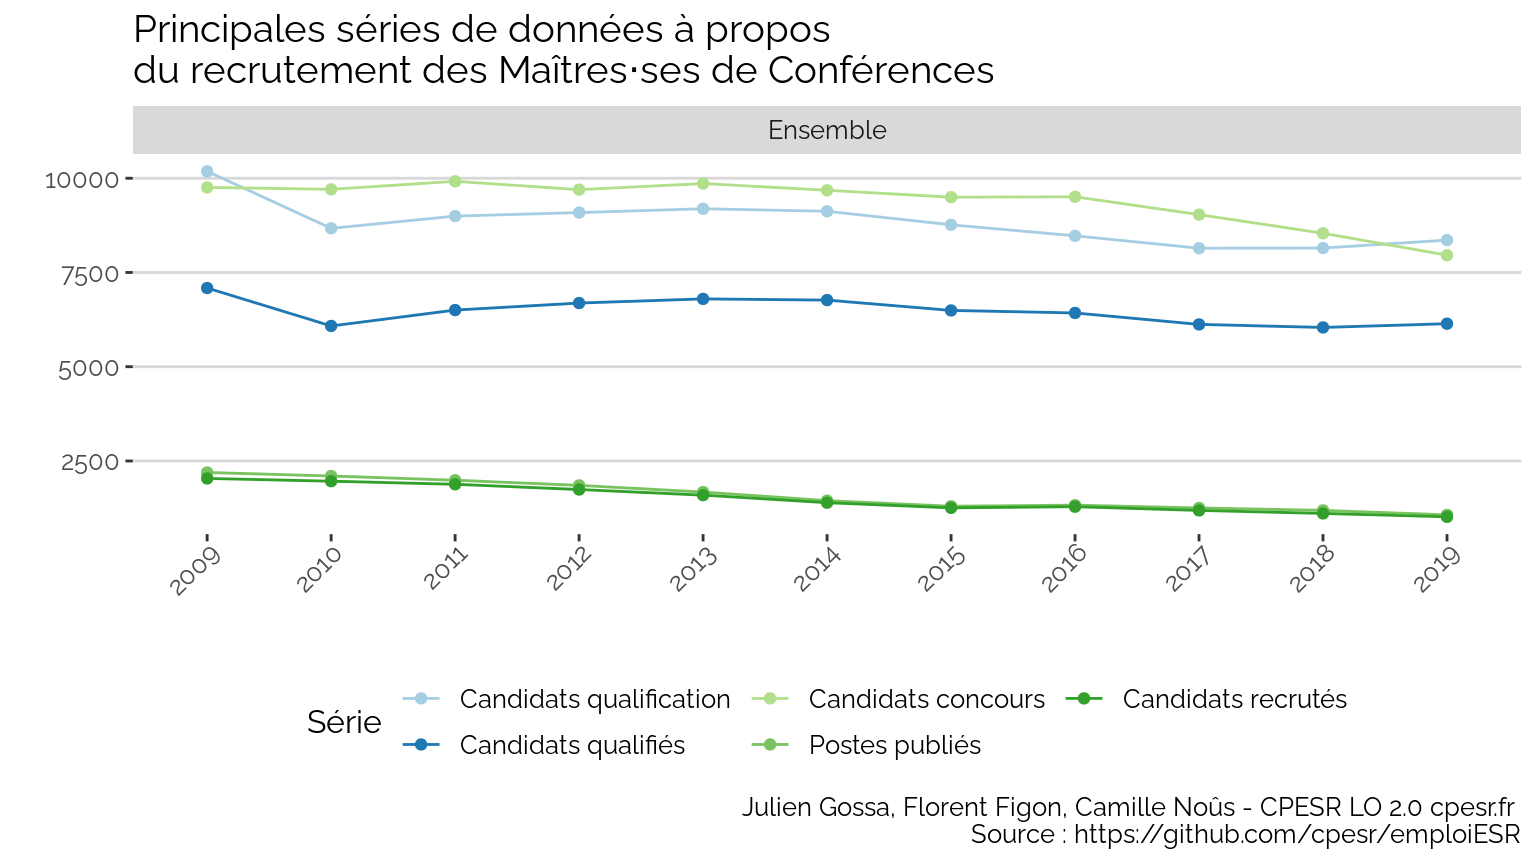 Principales séries de données à propos
du recrutement des Maîtres·ses de Conférences
Ensemble
10000
7500
5000
2500
2009 2010 2011 2012 2013 2014 2015 2016 2017 2018 2019
Série
Candidats qualification Candidats concours Candidats recrutés
Candidats qualifiés Postes publiés
Julien Gossa, Florent Figon, Camille Noûs - CPESR LO 2.0 cpesr.fr
Source : https://github.com/cpesr/emploiESR